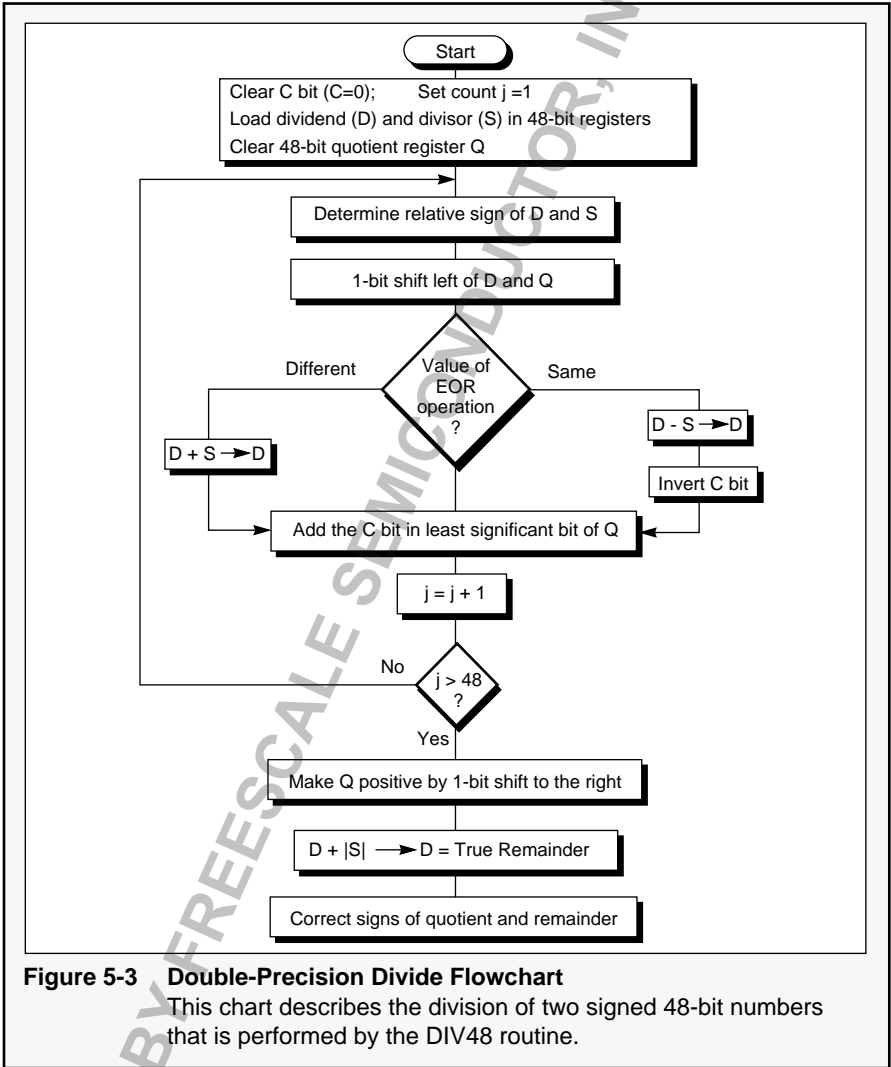 Start
Clear C bit (C=0); Set count j =1
Load dividend (D) and divisor (S) in 48-bit registers
Clear 48-bit quotient register Q
Determine relative sign of D and S
1-bit shift left of D and Q
Different
Value of
EOR
operation
?
Same
D + S → D
D - S → D
Invert C bit
Add the C bit in least significant bit of Q
j = j + 1
No
j > 48
?
Yes
Make Q positive by 1-bit shift to the right
D + |S| → D = True Remainder
Correct signs of quotient and remainder
Figure 5-3 Double-Precision Divide Flowchart
This chart describes the division of two signed 48-bit numbers
that is performed by the DIV48 routine.
BY FREESCALE SEMICONDUCTOR, IN